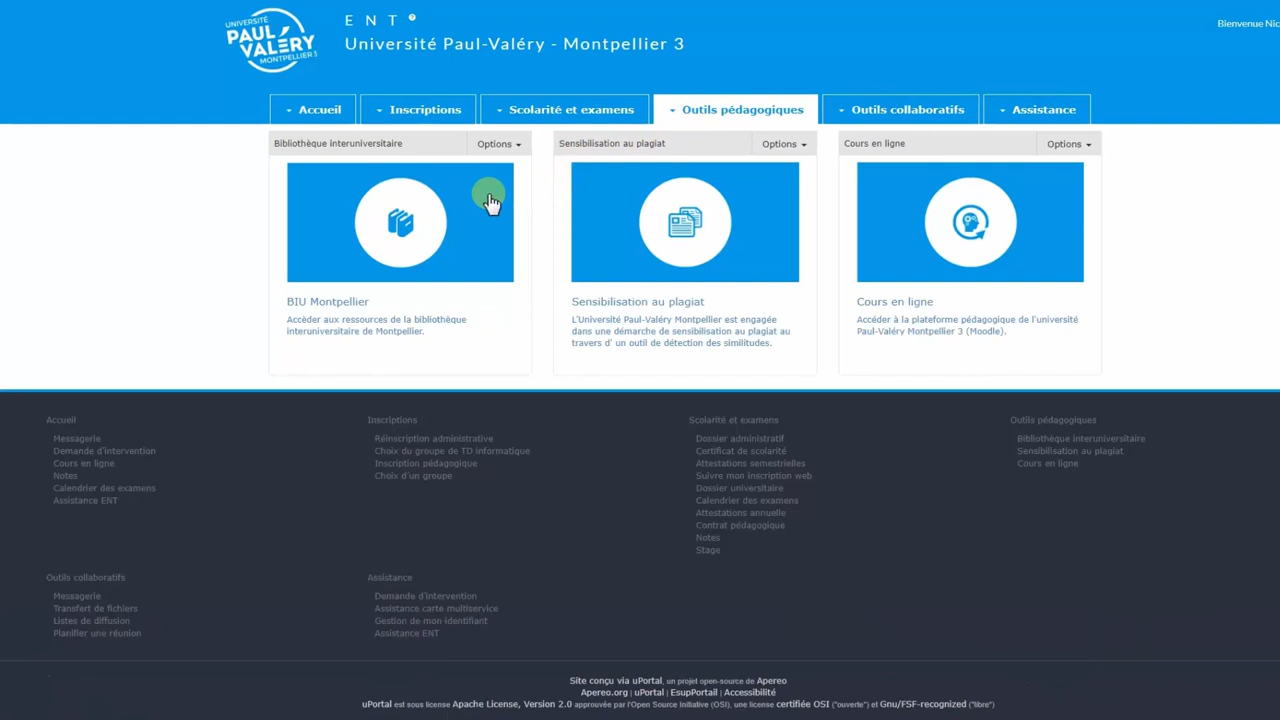 UNIVERSITÉ
PAUL
VALÉRY
MONTPELLIER 3
ENT
Université Paul-Valéry - Montpellier 3
Bienvenue Nic
Accueil
Inscriptions
Scolarité et examens
Outils pédagogiques
Outils collaboratifs
Assistance
Bibliothèque interuniversitaire
Options
Sensibilisation au plagiat
Options
Cours en ligne
Options
BIU Montpellier
Accèder aux ressources de la bibliothèque
interuniversitaire de Montpellier.
Sensibilisation au plagiat
L'Université Paul-Valéry Montpellier est engagée
dans une démarche de sensibilisation au plagiat au
travers d' un outil de détection des similitudes.
Cours en ligne
Accéder à la plateforme pédagogique de l'université
Paul-Valéry Montpellier 3 (Moodle).
Accueil
Messagerie
Demande d'intervention
Cours en ligne
Notes
Calendrier des examens
Assistance ENT
Inscriptions
Réinscription administrative
Choix du groupe de TD informatique
Inscription pédagogique
Choix d'un groupe
Scolarité et examens
Dossier administratif
Certificat de scolarité
Attestations semestrielles
Suivre mon inscription web
Dossier universitaire
Calendrier des examens
Attestations annuelle
Contrat pédagogique
Notes
Stage
Outils pédagogiques
Bibliothèque interuniversitaire
Sensibilisation au plagiat
Cours en ligne
Outils collaboratifs
Messagerie
Transfert de fichiers
Listes de diffusion
Planifier une réunion
Assistance
Demande d'intervention
Assistance carte multiservice
Gestion de mon identifiant
Assistance ENT
Site conçu via uPortal, un projet open-source de Apereo
Apereo.org | uPortal | EsupPortail | Accessibilité
uPortal est sous license Apache License, Version 2.0 approuvée par l'Open Source Initiative (OSI), une license certifiée OSI ("ouverte") et Gnu/FSF-recognized ("libre")